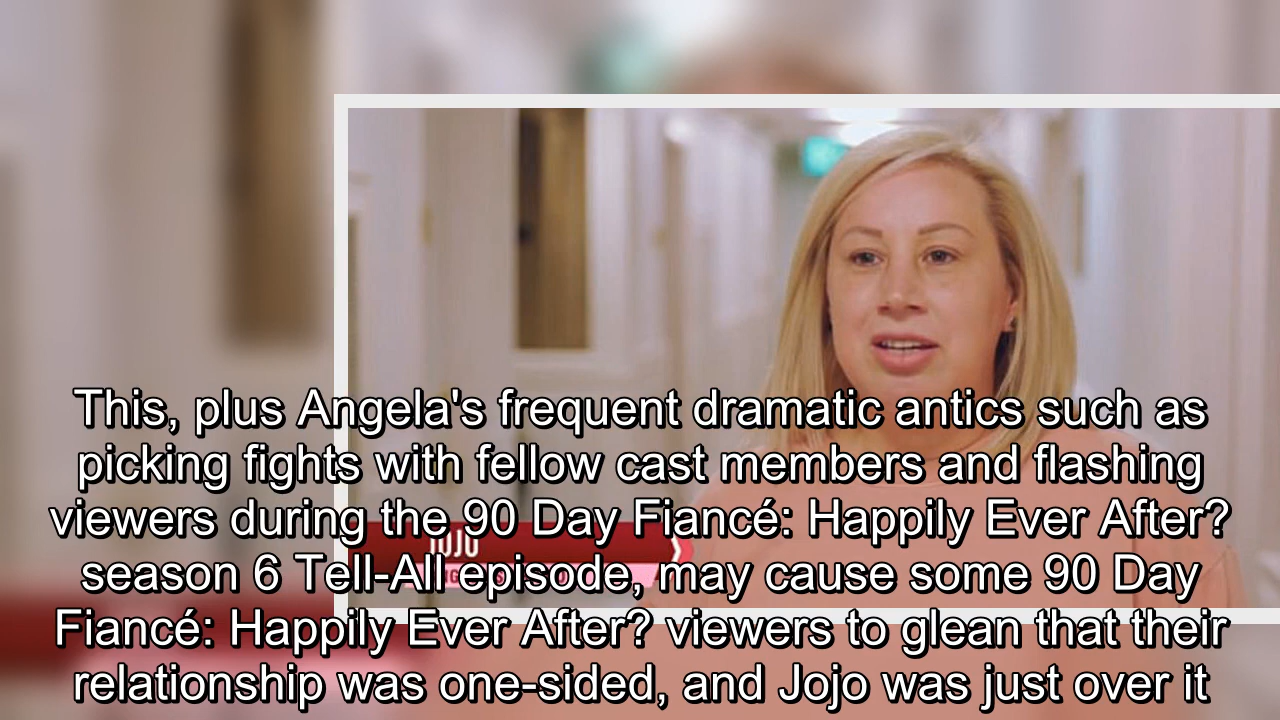 This, plus Angela's frequent dramatic antics such as
picking fights with fellow cast members and flashing
viewers during the 90 Day Fiancé: Happily Ever After?
JOJO
season 6 Tell-All episode, may cause some 90 Day
Fiancé: Happily Ever After? viewers to glean that their
relationship was one-sided, and Jojo was just over it